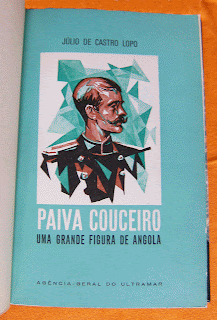 JÚLIO DE CASTRO LOPO
PAIVA COUCEIRO
UMA GRANDE FIGURA DE ANGOLA
AGÊNCIA-GERAL DO ULTRAMAR